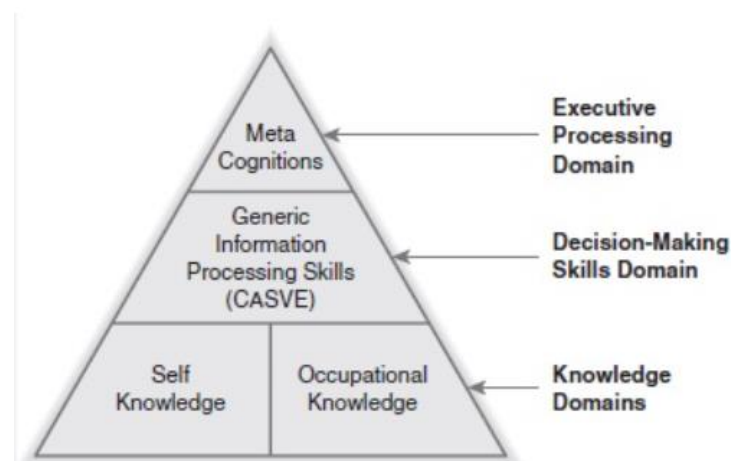 Meta
Cognitions
Executive
Processing
Domain
Generic
Information
Processing Skills
(CASVE)
Decision-Making
Skills Domain
Self
Knowledge
Occupational
Knowledge
Knowledge
Domains